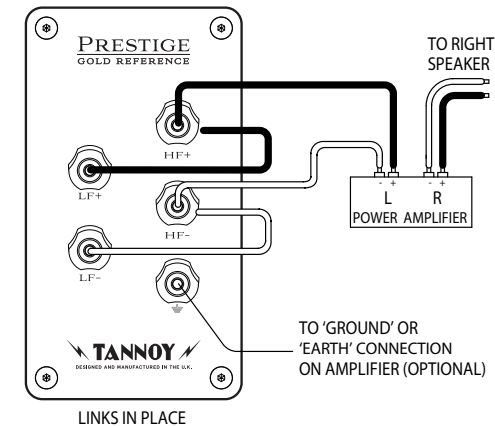 PRESTIGE
GOLD REFERENCE
TO RIGHT
SPEAKER
HF+
LF+
- + - +
L R
POWER AMPLIFIER
HF-
LF-
TO ‘GROUND’ OR
‘EARTH’ CONNECTION
ON AMPLIFIER (OPTIONAL)
TANNOY
DESIGNED AND MANUFACTURED IN THE U.K.
LINKS IN PLACE